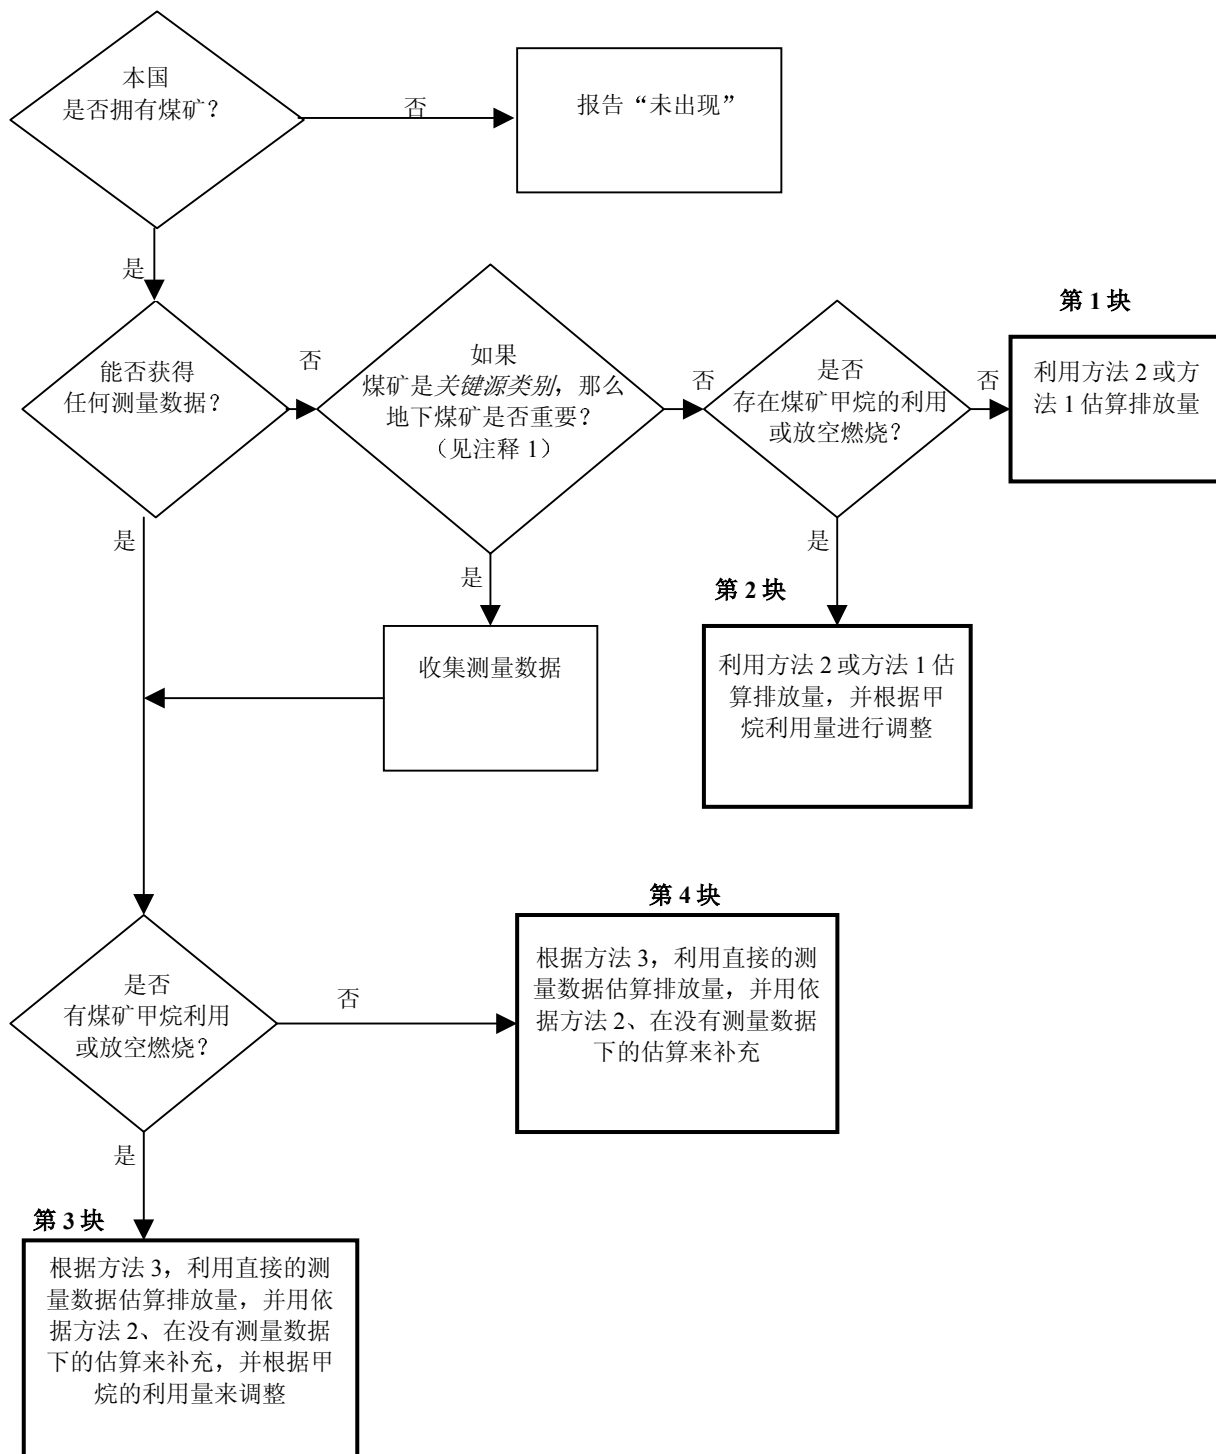 本国
是否拥有煤矿?
否
报告“未出现”
是
能否获得
任何测量数据?
否
如果
煤矿是关键源类别,那么
地下煤矿是否重要?
(见注释 1)
否
是否
存在煤矿甲烷的利用
或放空燃烧?
否
第 1 块
利用方法 2 或方
法 1 估算排放量
是
是
是
第 2 块
收集测量数据
利用方法 2 或方法 1 估
算排放量,并根据甲
烷利用量进行调整
第 4 块
是否
有煤矿甲烷利用
或放空燃烧?
否
根据方法 3,利用直接的测
量数据估算排放量,并用依
据方法 2、在没有测量数据
下的估算来补充
是
第 3 块
根据方法 3,利用直接的测
量数据估算排放量,并用依
据方法 2、在没有测量数据
下的估算来补充,并根据甲
烷的利用量来调整